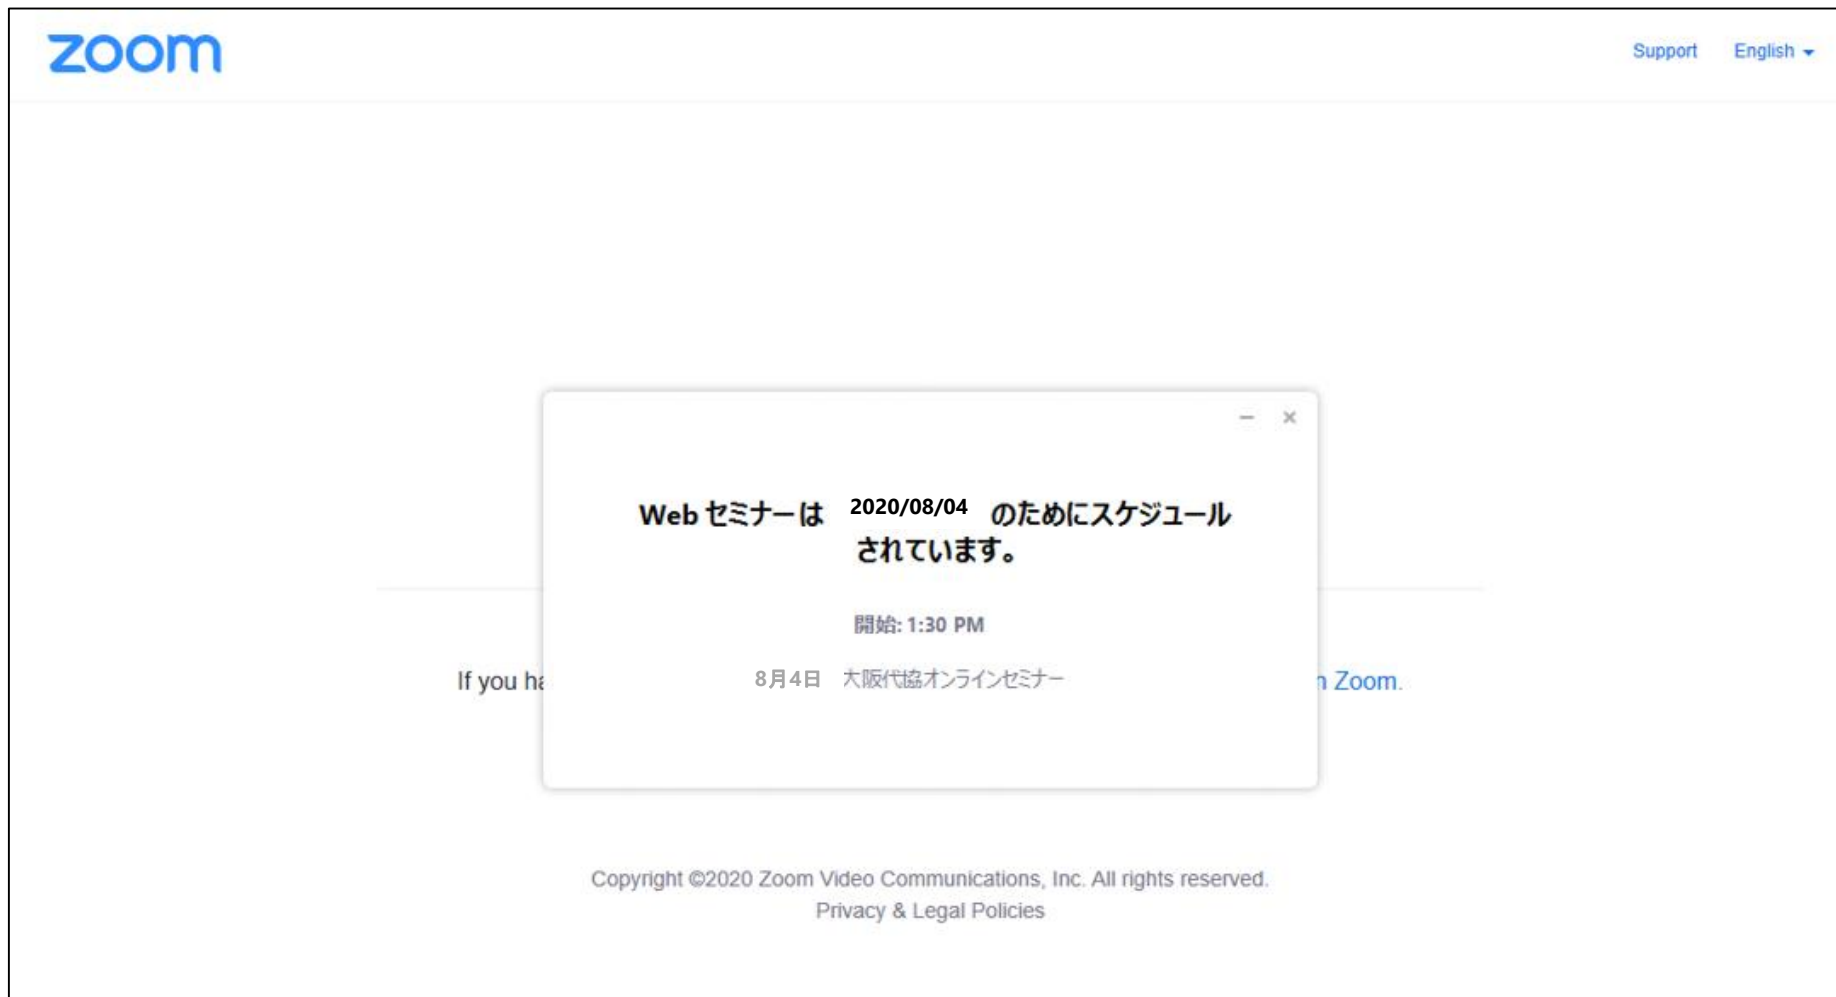 zoom
Support English
Web セミナーは 2020/08/04 のためにスケジュール
されています。
開始: 1:30 PM
If you ha
8月4日 大阪代協オンラインセミナー
n Zoom.
Copyright ©2020 Zoom Video Communications, Inc. All rights reserved.
Privacy & Legal Policies